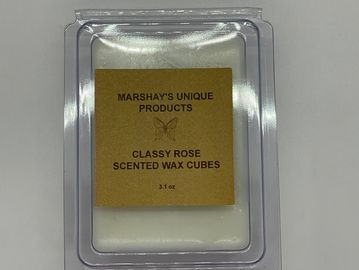 MARSHAY'S UNIQUE
PRODUCTS
CLASSY ROSE
SCENTED WAX CUBES
3.1 oz